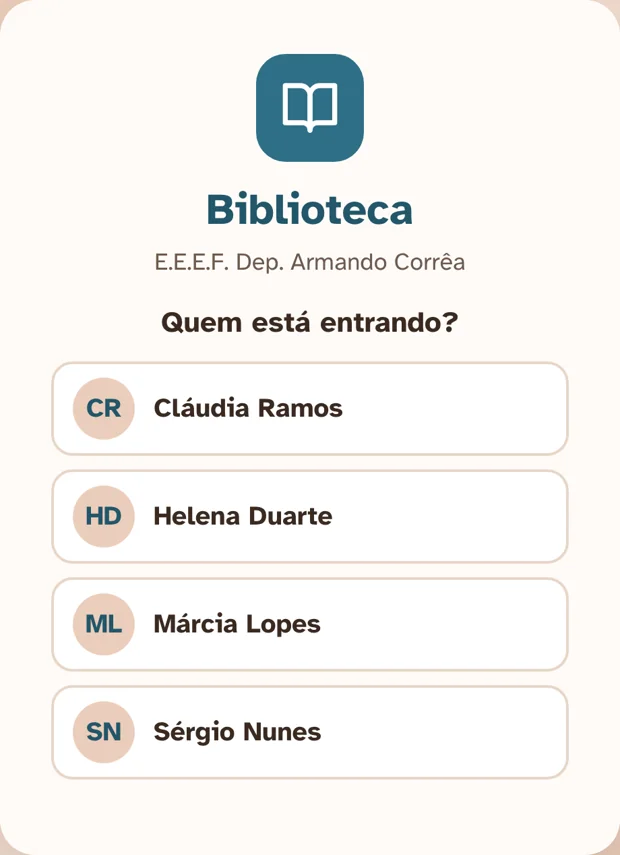 Biblioteca
E.E.E.F. Dep. Armando Corrêa
Quem está entrando?
CR Cláudia Ramos
HD Helena Duarte
ML Márcia Lopes
SN Sérgio Nunes